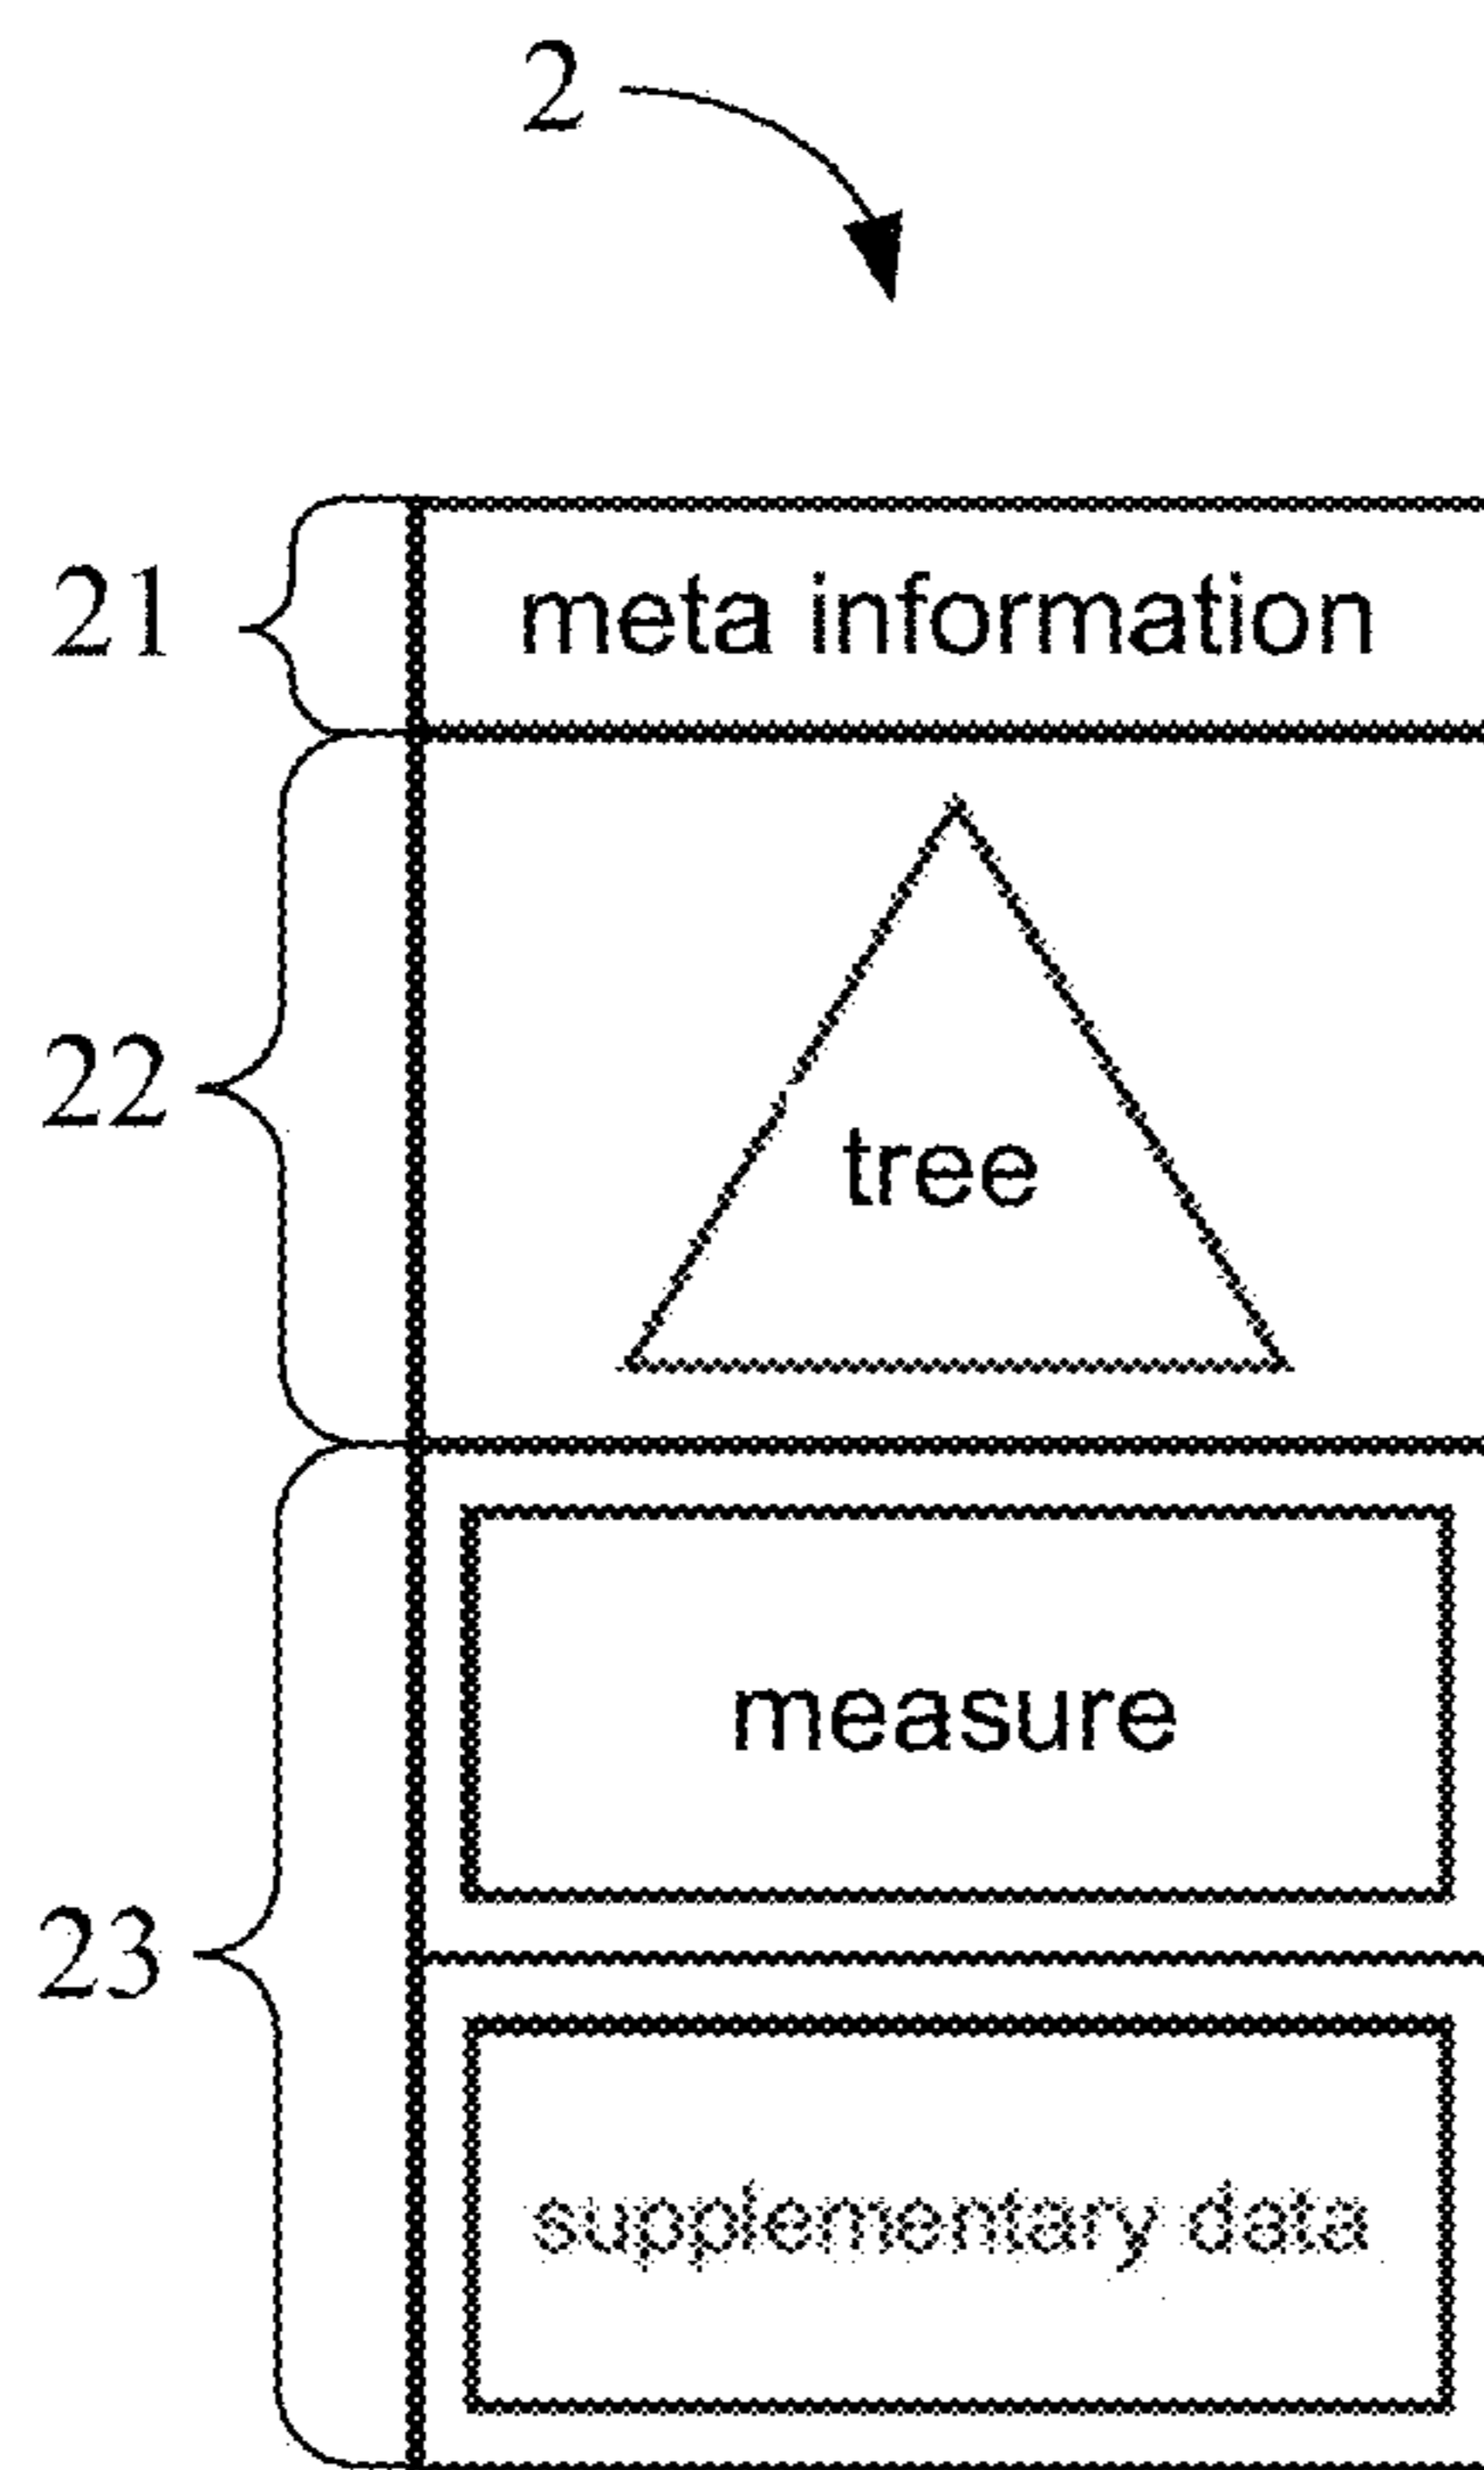 2
21
meta information
22
tree
measure
23
supplementary data